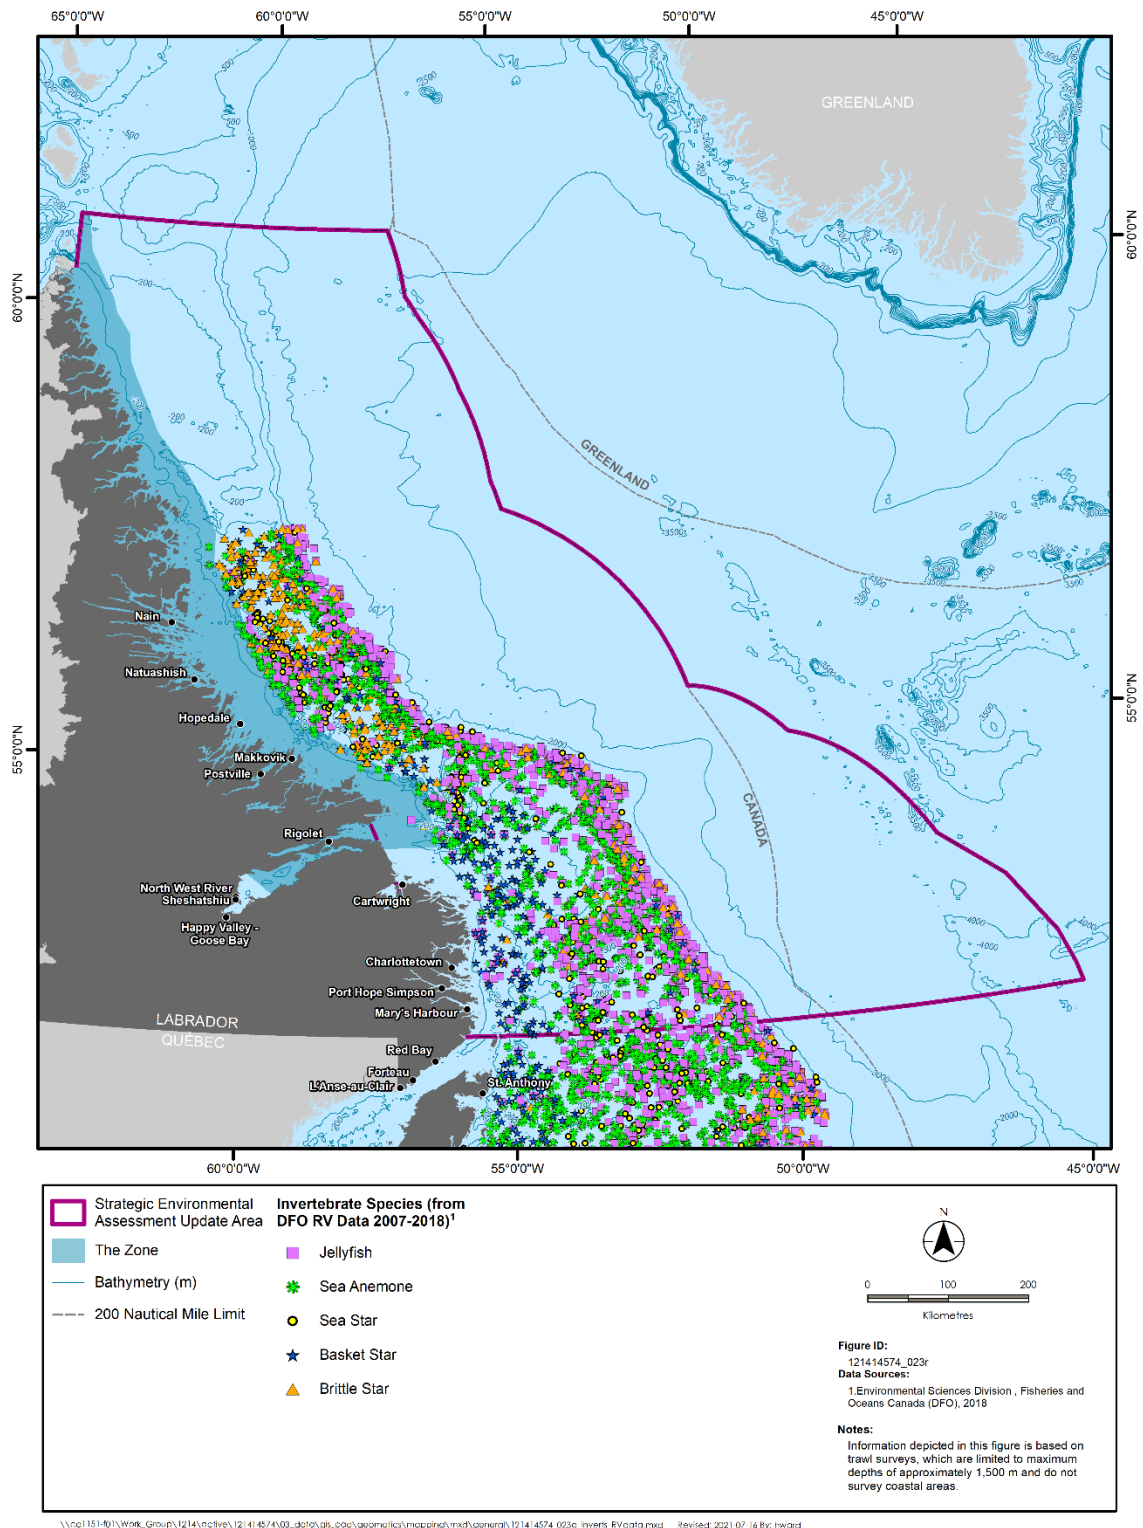 65°0'0"W
60°0'0"W
55°0'0"W
50°0'0"W
45°0'0"W
GREENLAND
60°0'0"N
60°0'0"N
GREENLAND
Nain
Natuashish
Hopedale
55°0'0"N
55°0'0"N
Makkovik
Postville
CANADA
Rigolet
North West River
Sheshatshiu
Cartwright
Happy Valley -
Goose Bay
Charlottetown
Port Hope Simpson
Mary's Harbour
LABRADOR
QUÉBEC
Red Bay
Forteau
L'Anse-au-Clair
St. Anthony
60°0'0"W
55°0'0"W
50°0'0"W
45°0'0"W
Strategic Environmental
Assessment Update Area
The Zone
Bathymetry (m)
200 Nautical Mile Limit
Invertebrate Species (from
DFO RV Data 2007-2018)¹
Jellyfish
Sea Anemone
Sea Star
Basket Star
Brittle Star
N
0 100 200
Kilometres
Figure ID:
121414574_023r
Data Sources:
1.Environmental Sciences Division , Fisheries and
Oceans Canada (DFO), 2018
Notes:
Information depicted in this figure is based on
trawl surveys, which are limited to maximum
depths of approximately 1,500 m and do not
survey coastal areas.
Revised: 2021-07-16 By: hward